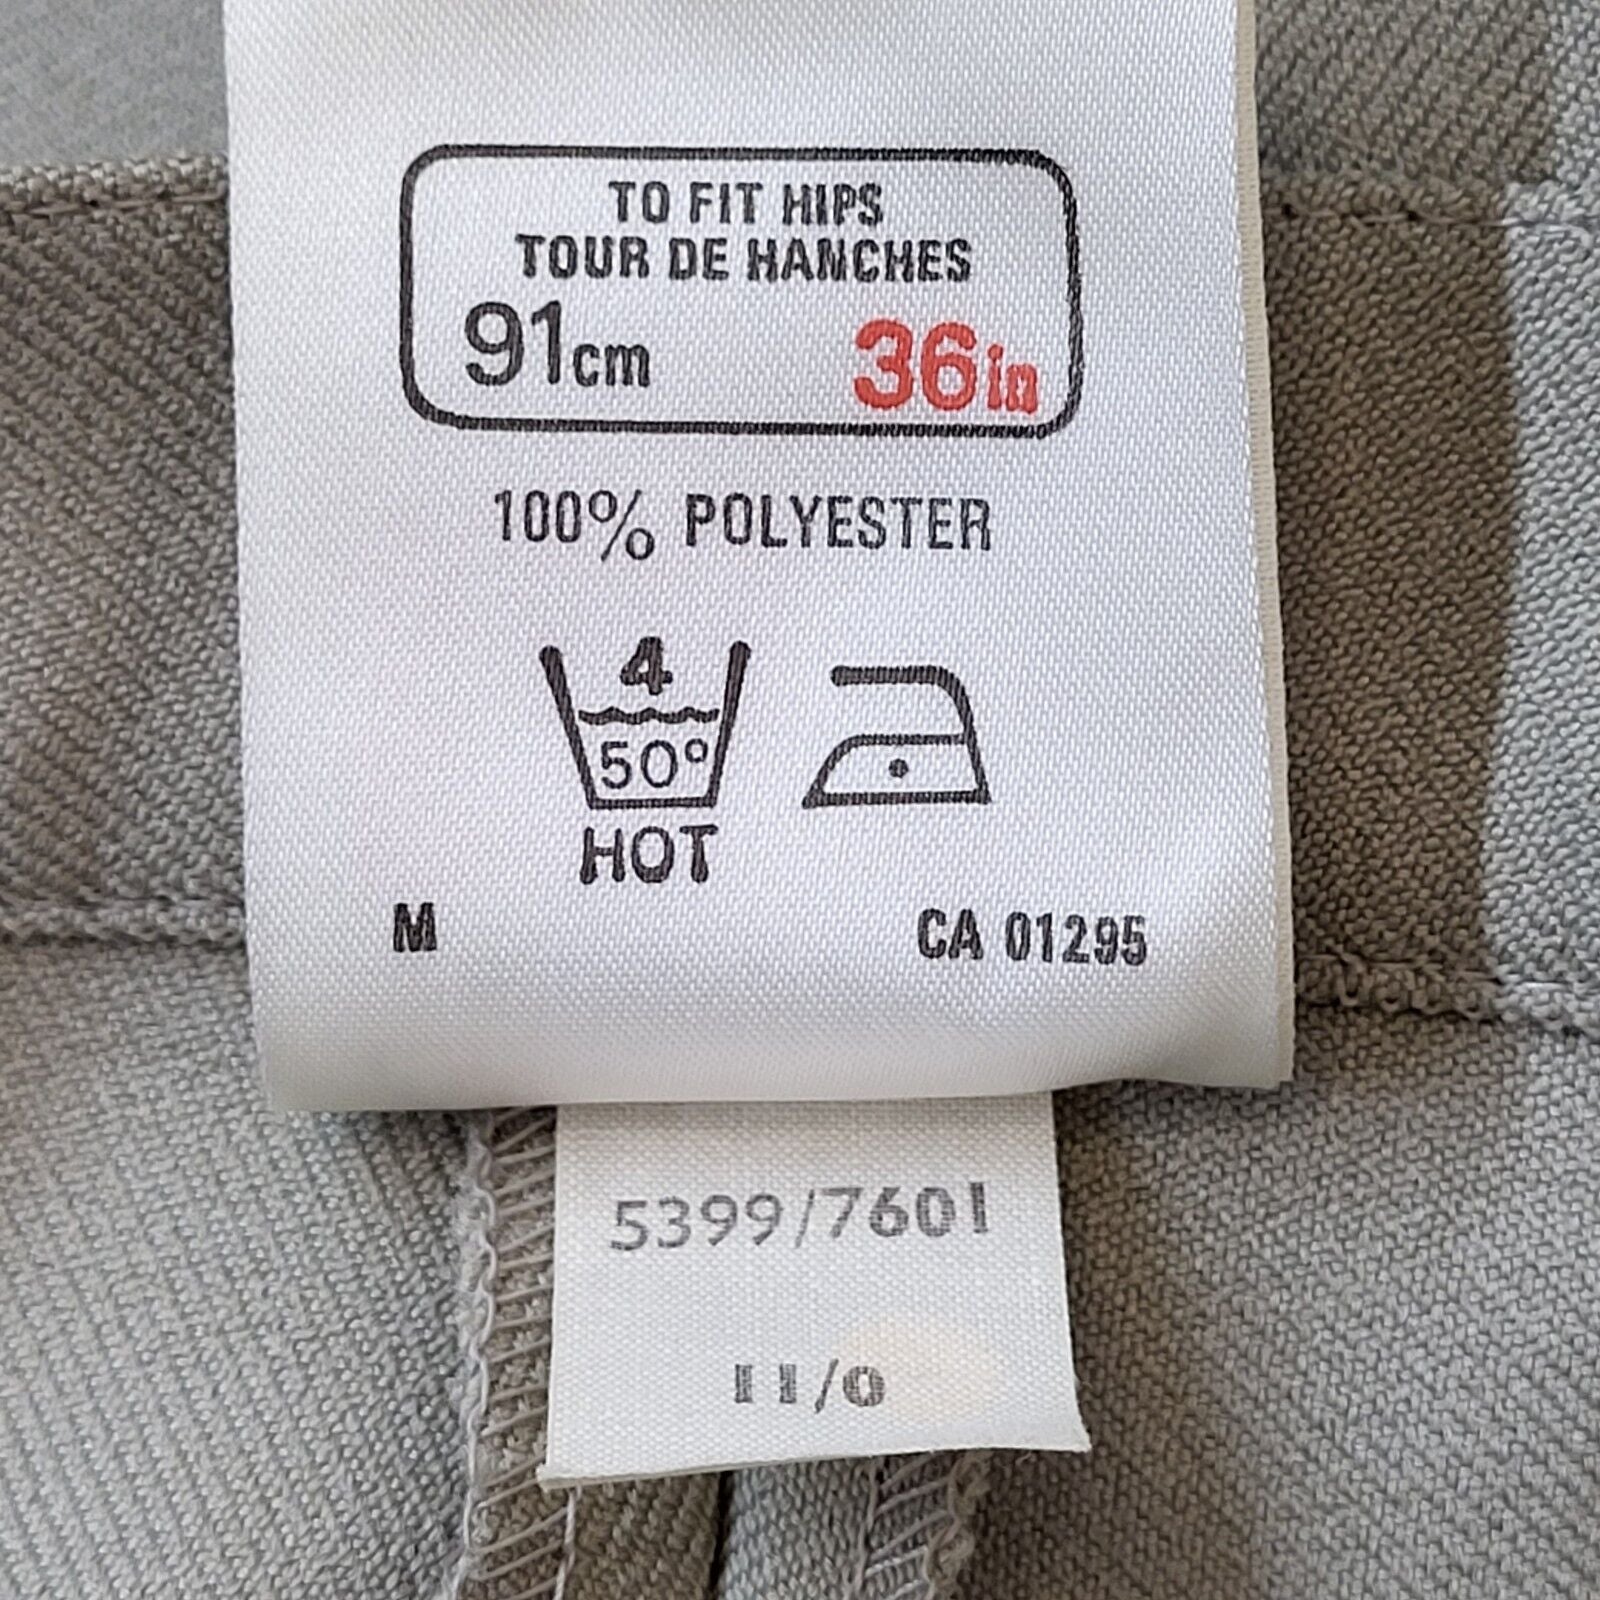 TO FIT HIPS
TOUR DE HANCHES
91cm 36in
100% POLYESTER
4
50°
HOT
M CA 01295
5399/7601
11/0